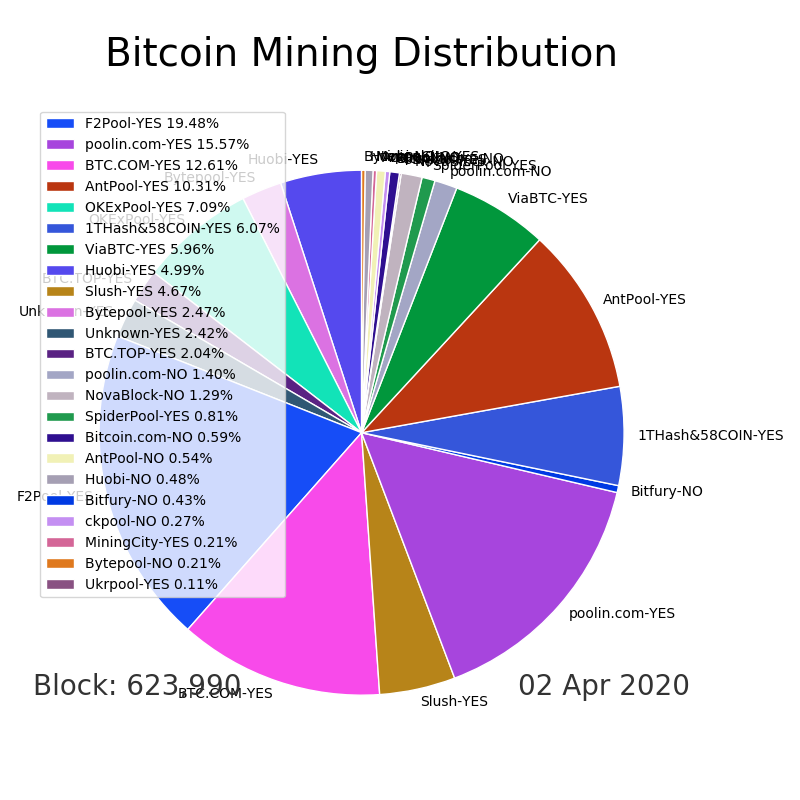 Bitcoin Mining Distribution
F2Pool-YES 19.48%
poolin.com-YES 15.57%
BTC.COM-YES 12.61%
AntPool-YES 10.31%
OKExPool-YES 7.09%
1THash&58COIN-YES 6.07%
ViaBTC-YES 5.96%
Huobi-YES 4.99%
Slush-YES 4.67%
Bytepool-YES 2.47%
Unknown-YES 2.42%
BTC.TOP-YES 2.04%
poolin.com-NO 1.40%
NovaBlock-NO 1.29%
SpiderPool-YES 0.81%
Bitcoin.com-NO 0.59%
AntPool-NO 0.54%
Huobi-NO 0.48%
Bitfury-NO 0.43%
ckpool-NO 0.27%
MiningCity-YES 0.21%
Bytepool-NO 0.21%
Ukrpool-YES 0.11%
Huobi-YES
Bytepool-YES
OKExPool-YES
BTC.TOP-YES
F2Pool-YES
BTC.COM-YES
Slush-YES
poolin.com-YES
Bitfury-NO
1THash&58COIN-YES
AntPool-YES
ViaBTC-YES
poolin.com-NO
Block: 623,990
02 Apr 2020